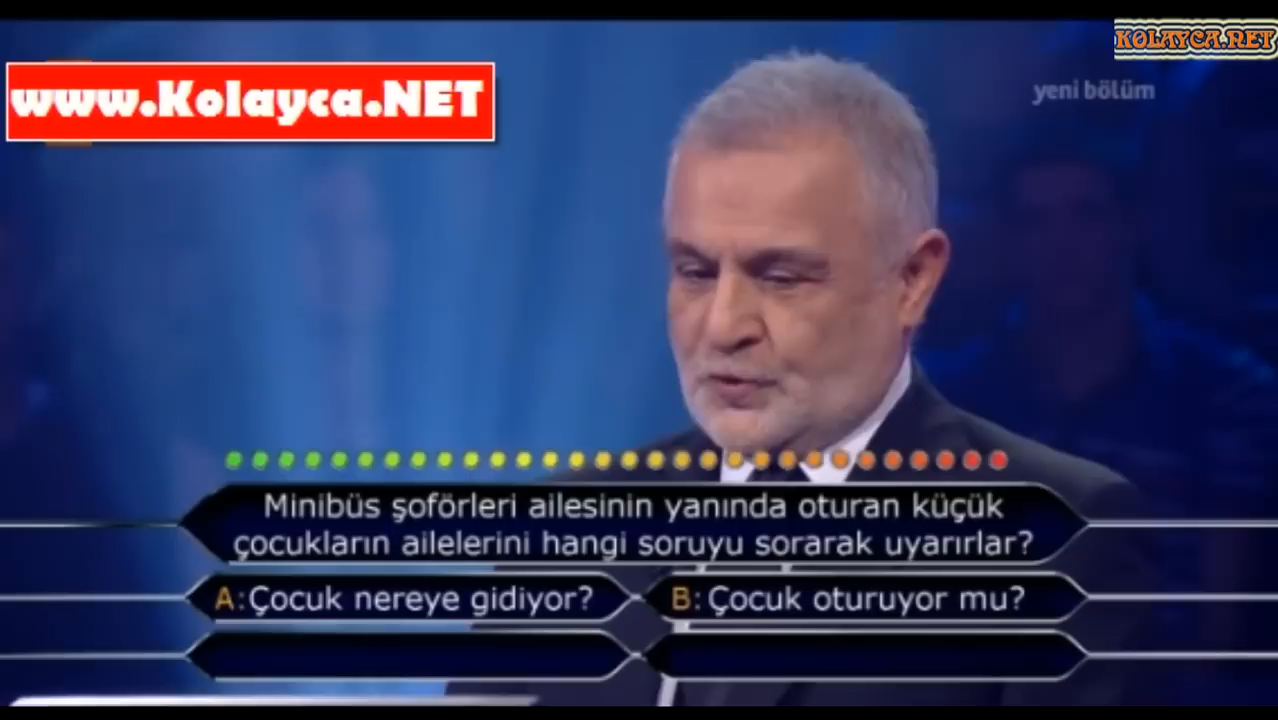 KOLAYCA.NET
www.Kolayca.NET
yeni bölüm
Minibüs şoförleri ailesinin yanında oturan küçük
çocukların ailelerini hangi soruyu sorarak uyarırlar?
A: Çocuk nereye gidiyor?
B: Çocuk oturuyor mu?